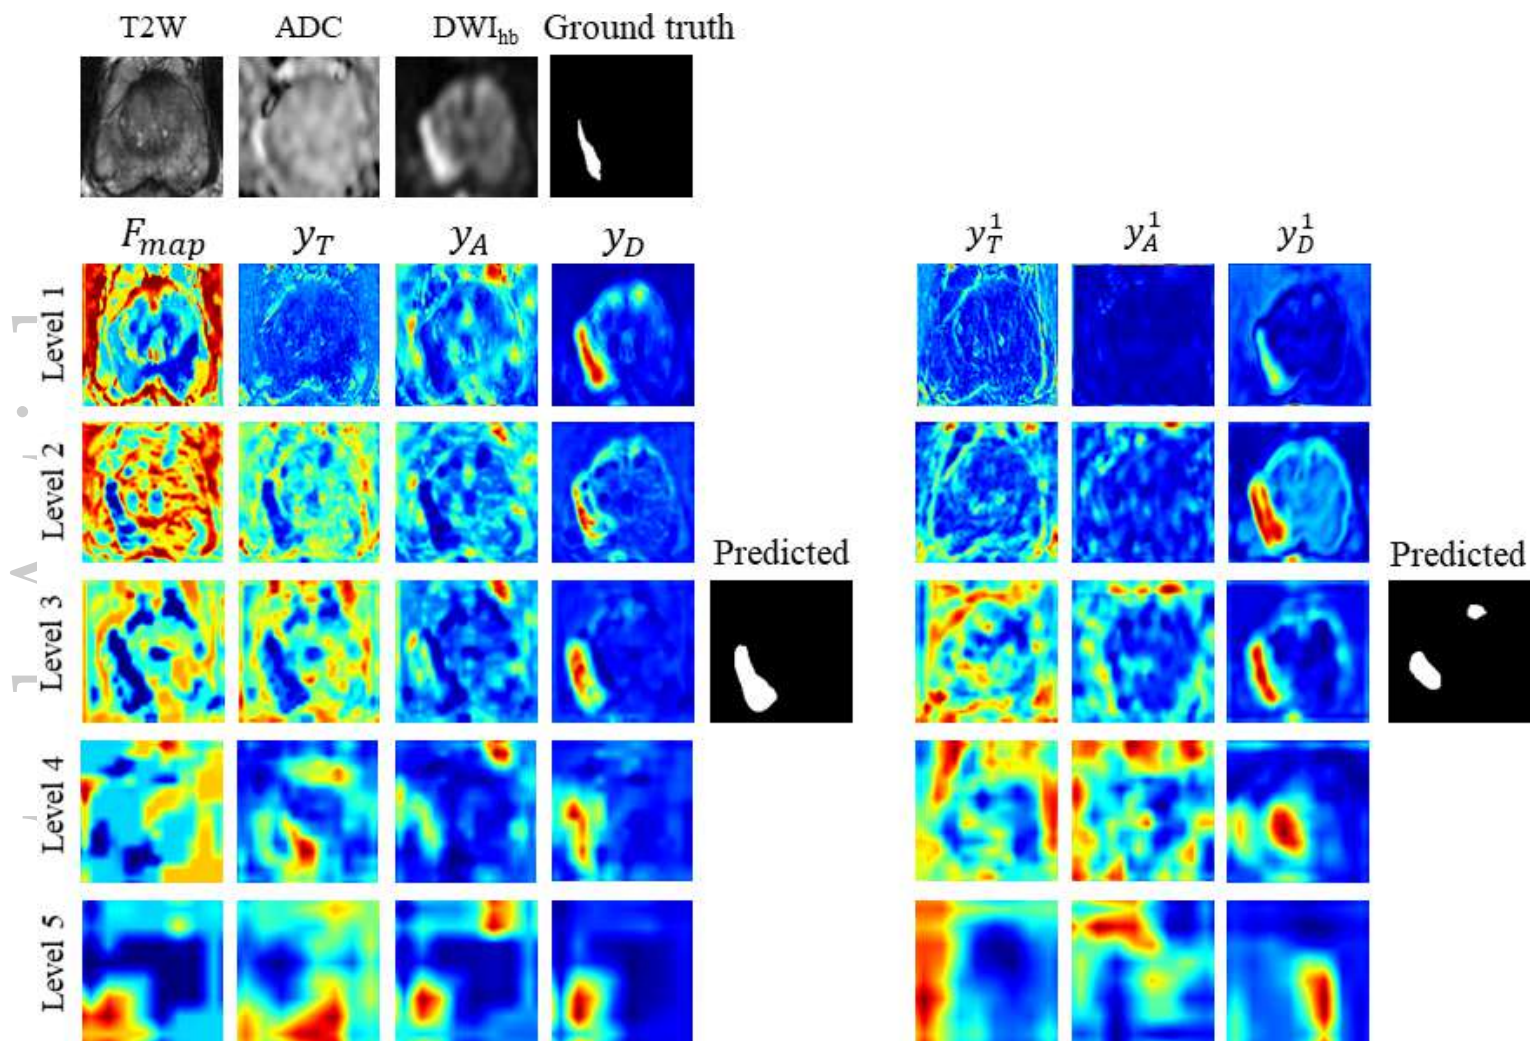 T2W ADC DWI_hb Ground truth
F_map y_T y_A y_D y_T^1 y_A^1 y_D^1
Level 1
Level 2
Predicted Predicted
Level 3
Level 4
Level 5